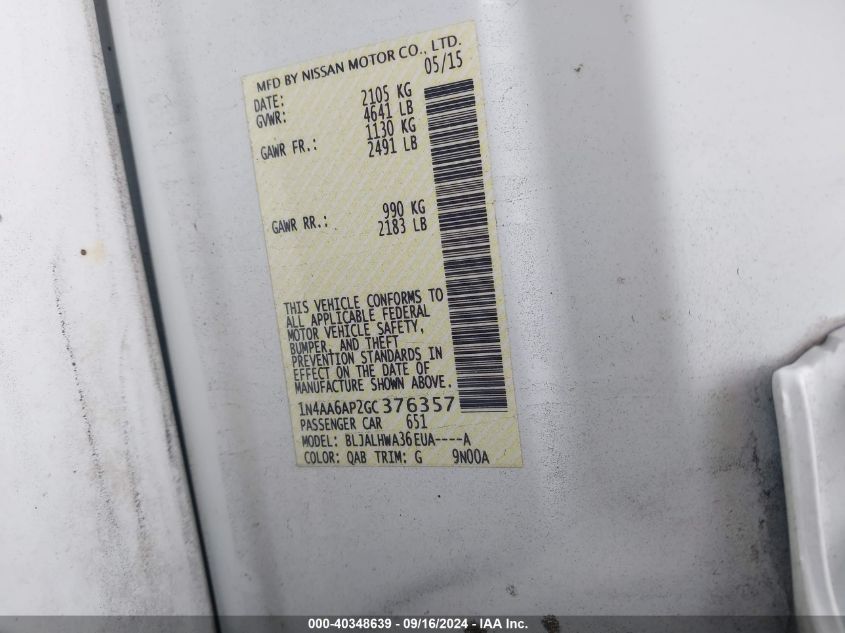 MFD BY NISSAN MOTOR CO., LTD.
DATE: 05/15
GVWR: 2105 KG
4641 LB
GAWR FR.: 1130 KG
2491 LB
GAWR RR.: 990 KG
2183 LB
THIS VEHICLE CONFORMS TO
ALL APPLICABLE FEDERAL
MOTOR VEHICLE SAFETY,
BUMPER, AND THEFT
PREVENTION STANDARDS IN
EFFECT ON THE DATE OF
MANUFACTURE SHOWN ABOVE.
1N4AA6AP2GC376357
PASSENGER CAR 651
MODEL: BLJALHWA36EUA----A
COLOR: QAB TRIM: G 9N00A
000-40348639 - 09/16/2024 - IAA Inc.